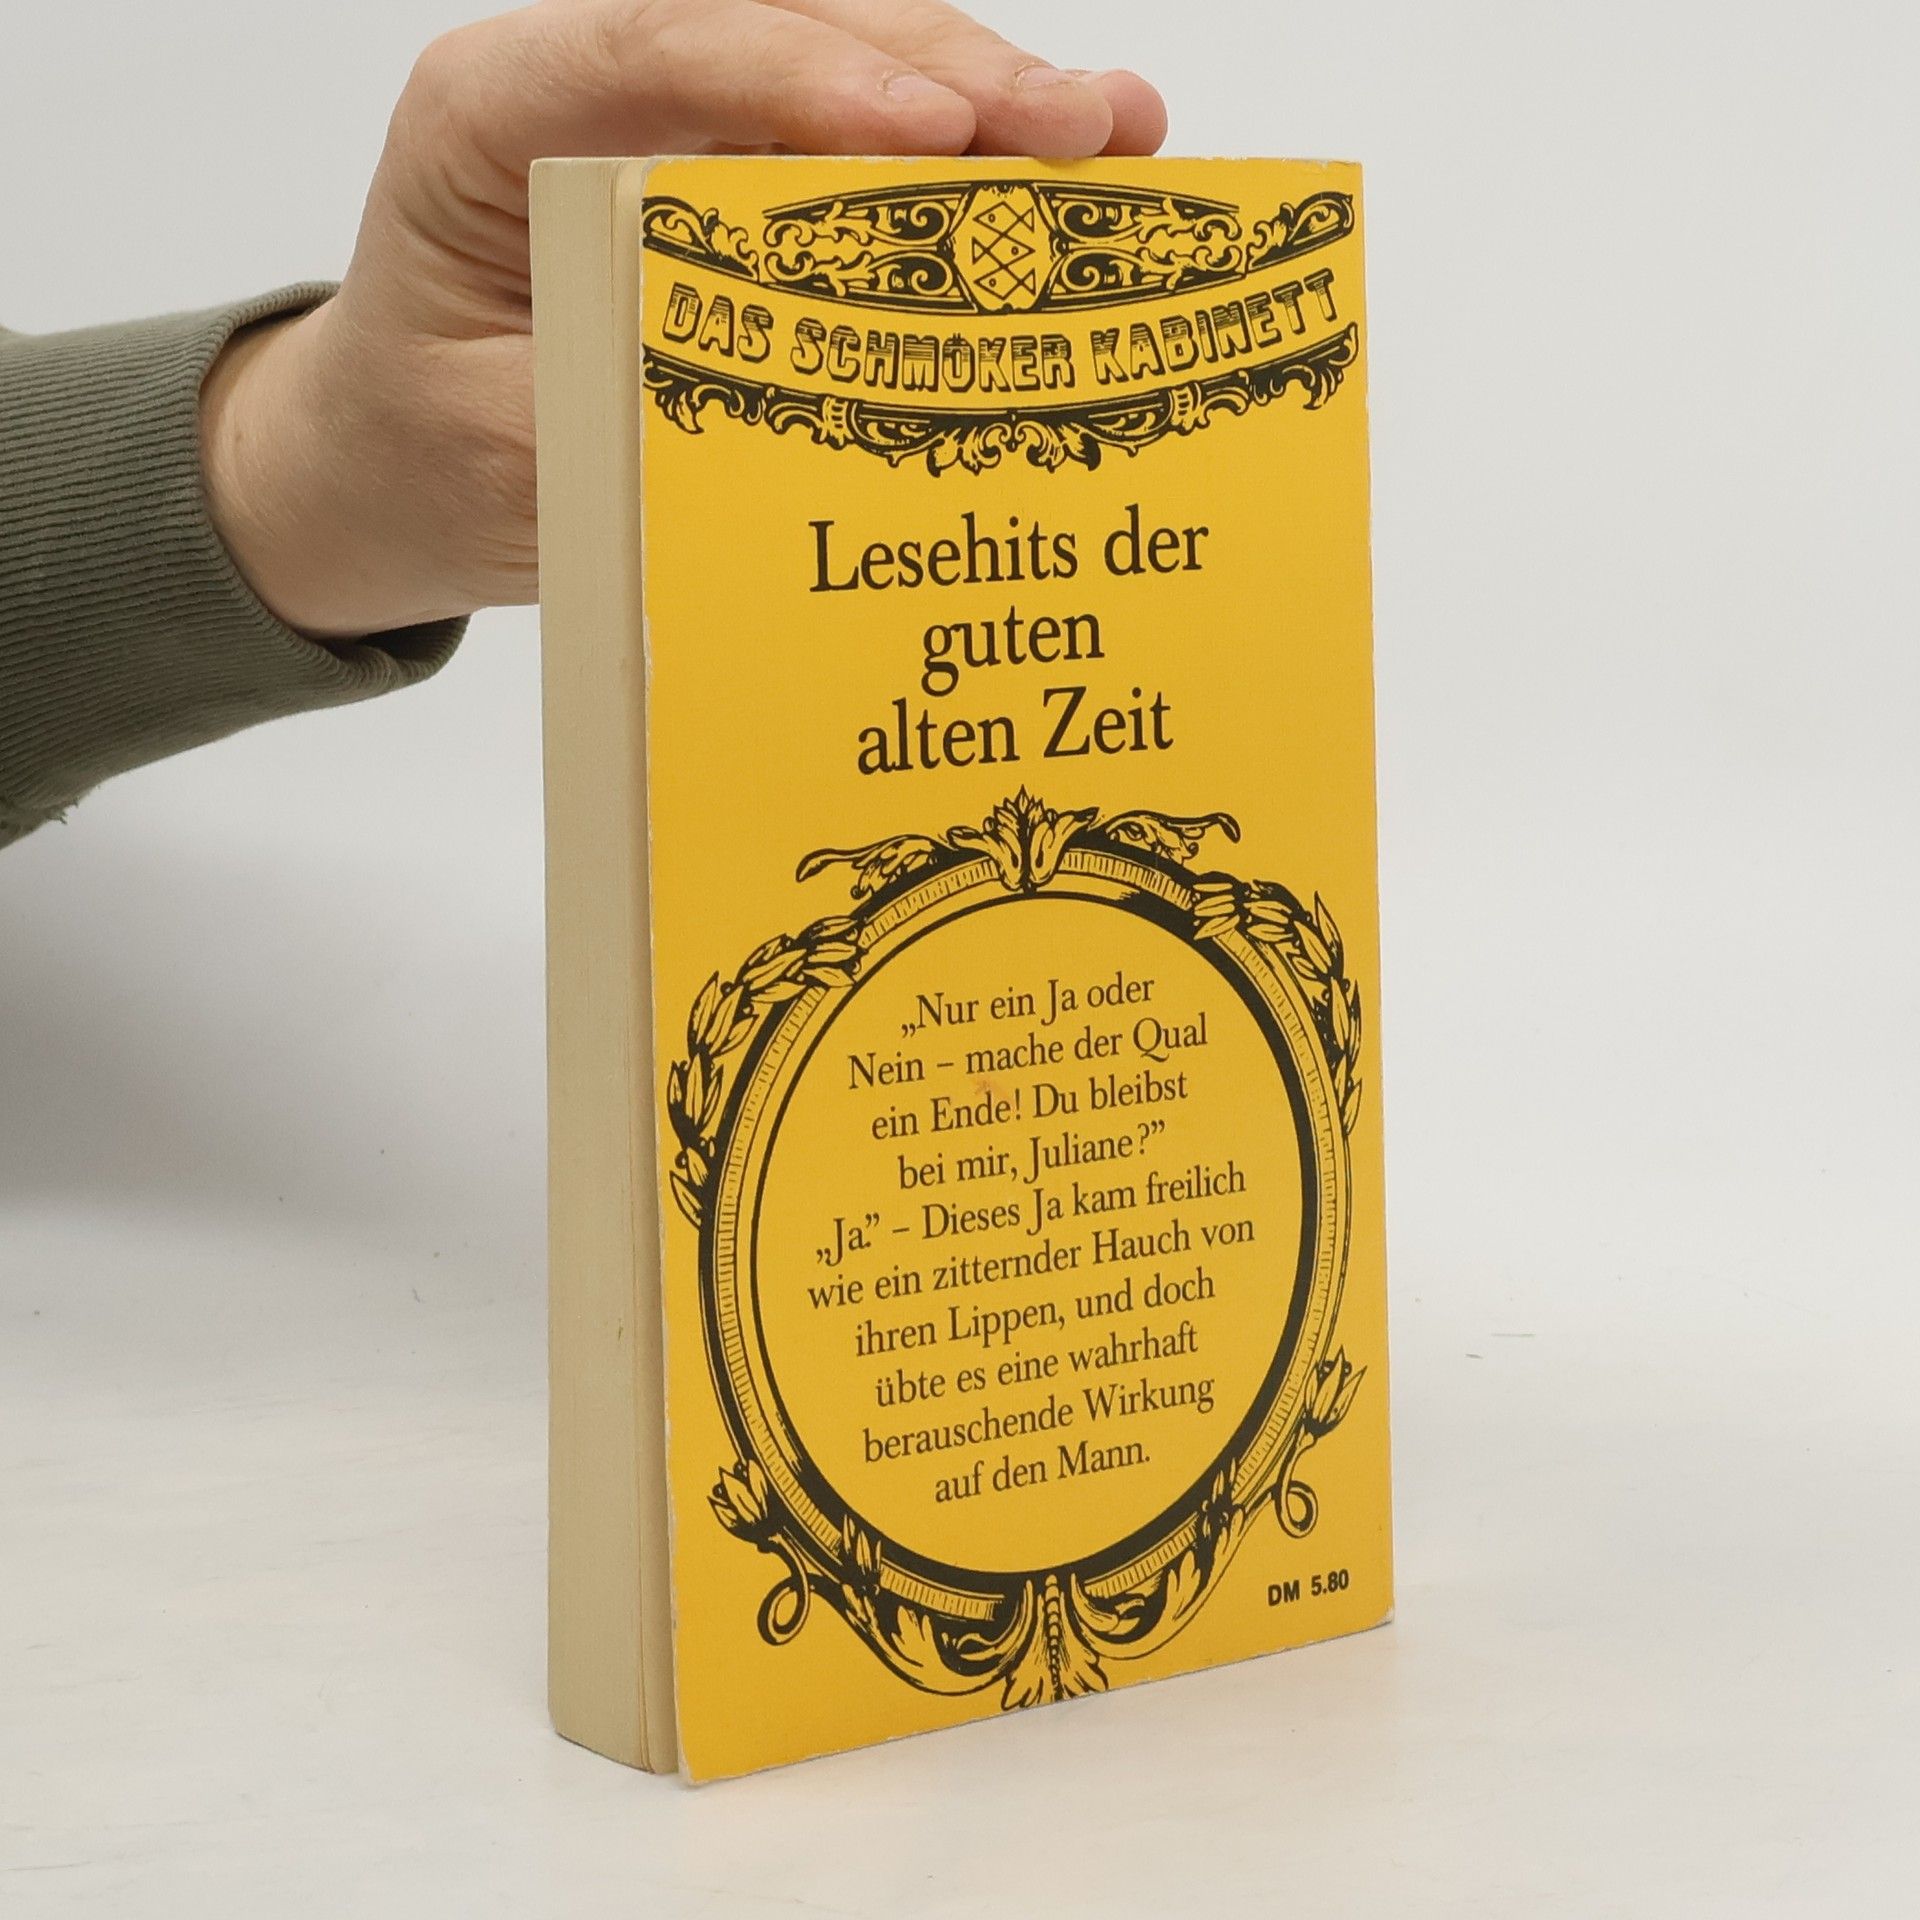 DAS SCHMÖKER KABINETT
Lesehits der
guten
alten Zeit
„Nur ein Ja oder
Nein – mache der Qual
ein Ende! Du bleibst
bei mir, Juliane?”
„Ja.” – Dieses Ja kam freilich
wie ein zitternder Hauch von
ihren Lippen, und doch
übte es eine wahrhaft
berauschende Wirkung
auf den Mann.
DM 5.80